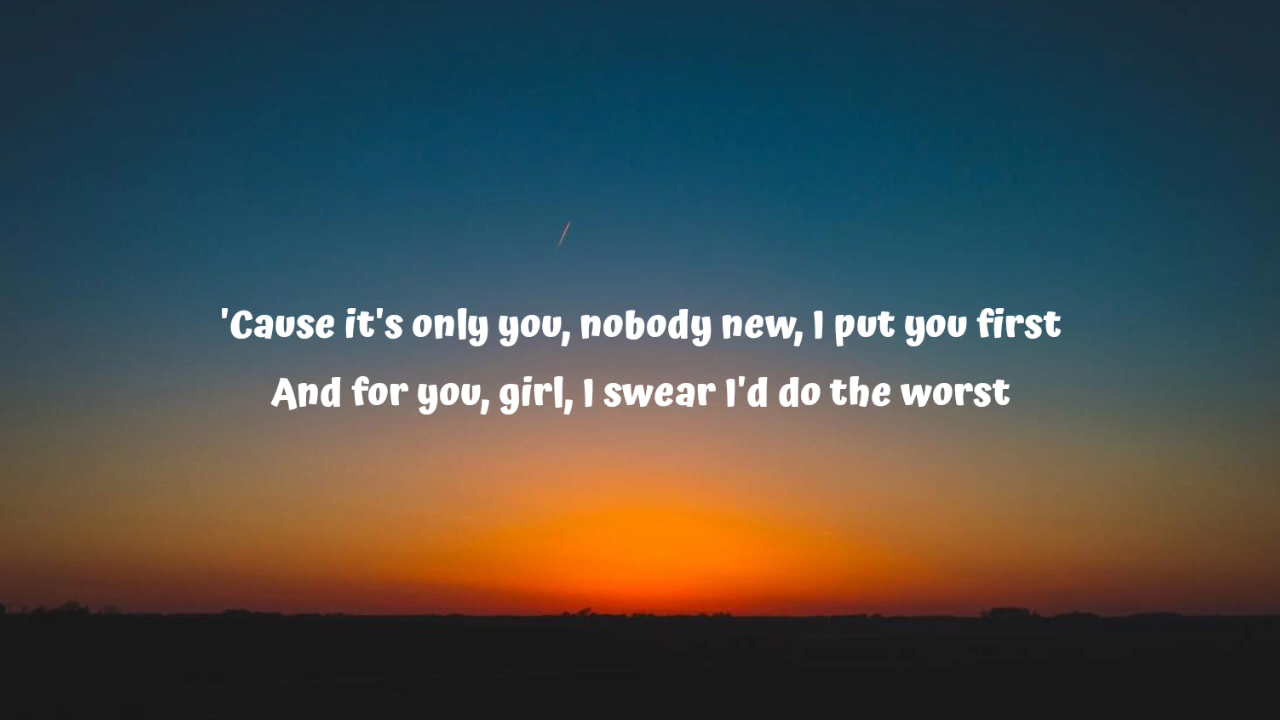 'Cause it's only you, nobody new, I put you first
And for you, girl, I swear I'd do the worst